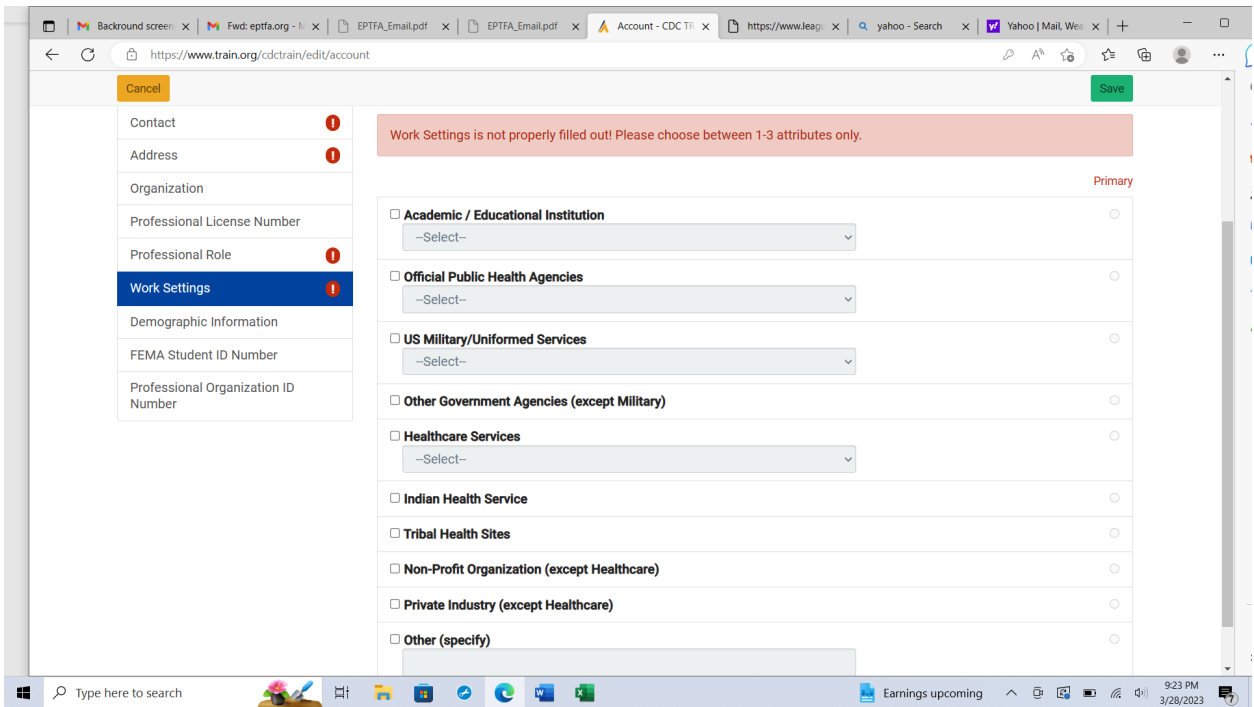 Backround screen
Fwd: eptfa.org - M
EPTFA_Email.pdf
EPTFA_Email.pdf
Account - CDC TR
https://www.leagu
yahoo - Search
Yahoo | Mail, Wea
https://www.train.org/cdctrain/edit/account
Cancel
Save
Contact
Address
Organization
Professional License Number
Professional Role
Work Settings
Demographic Information
FEMA Student ID Number
Professional Organization ID
Number
Work Settings is not properly filled out! Please choose between 1-3 attributes only.
Primary
Academic / Educational Institution
--Select--
Official Public Health Agencies
--Select--
US Military/Uniformed Services
--Select--
Other Government Agencies (except Military)
Healthcare Services
--Select--
Indian Health Service
Tribal Health Sites
Non-Profit Organization (except Healthcare)
Private Industry (except Healthcare)
Other (specify)
Type here to search
Earnings upcoming
9:23 PM
3/28/2023
7